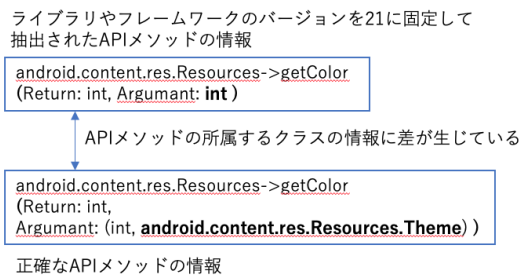 ライブラリやフレームワークのバージョンを21に固定して
抽出されたAPIメソッドの情報
android.content.res.Resources->getColor
(Return: int, Argumant: int )
APIメソッドの所属するクラスの情報に差が生じている
android.content.res.Resources->getColor
(Return: int,
Argumant: (int, android.content.res.Resources.Theme) )
正確なAPIメソッドの情報